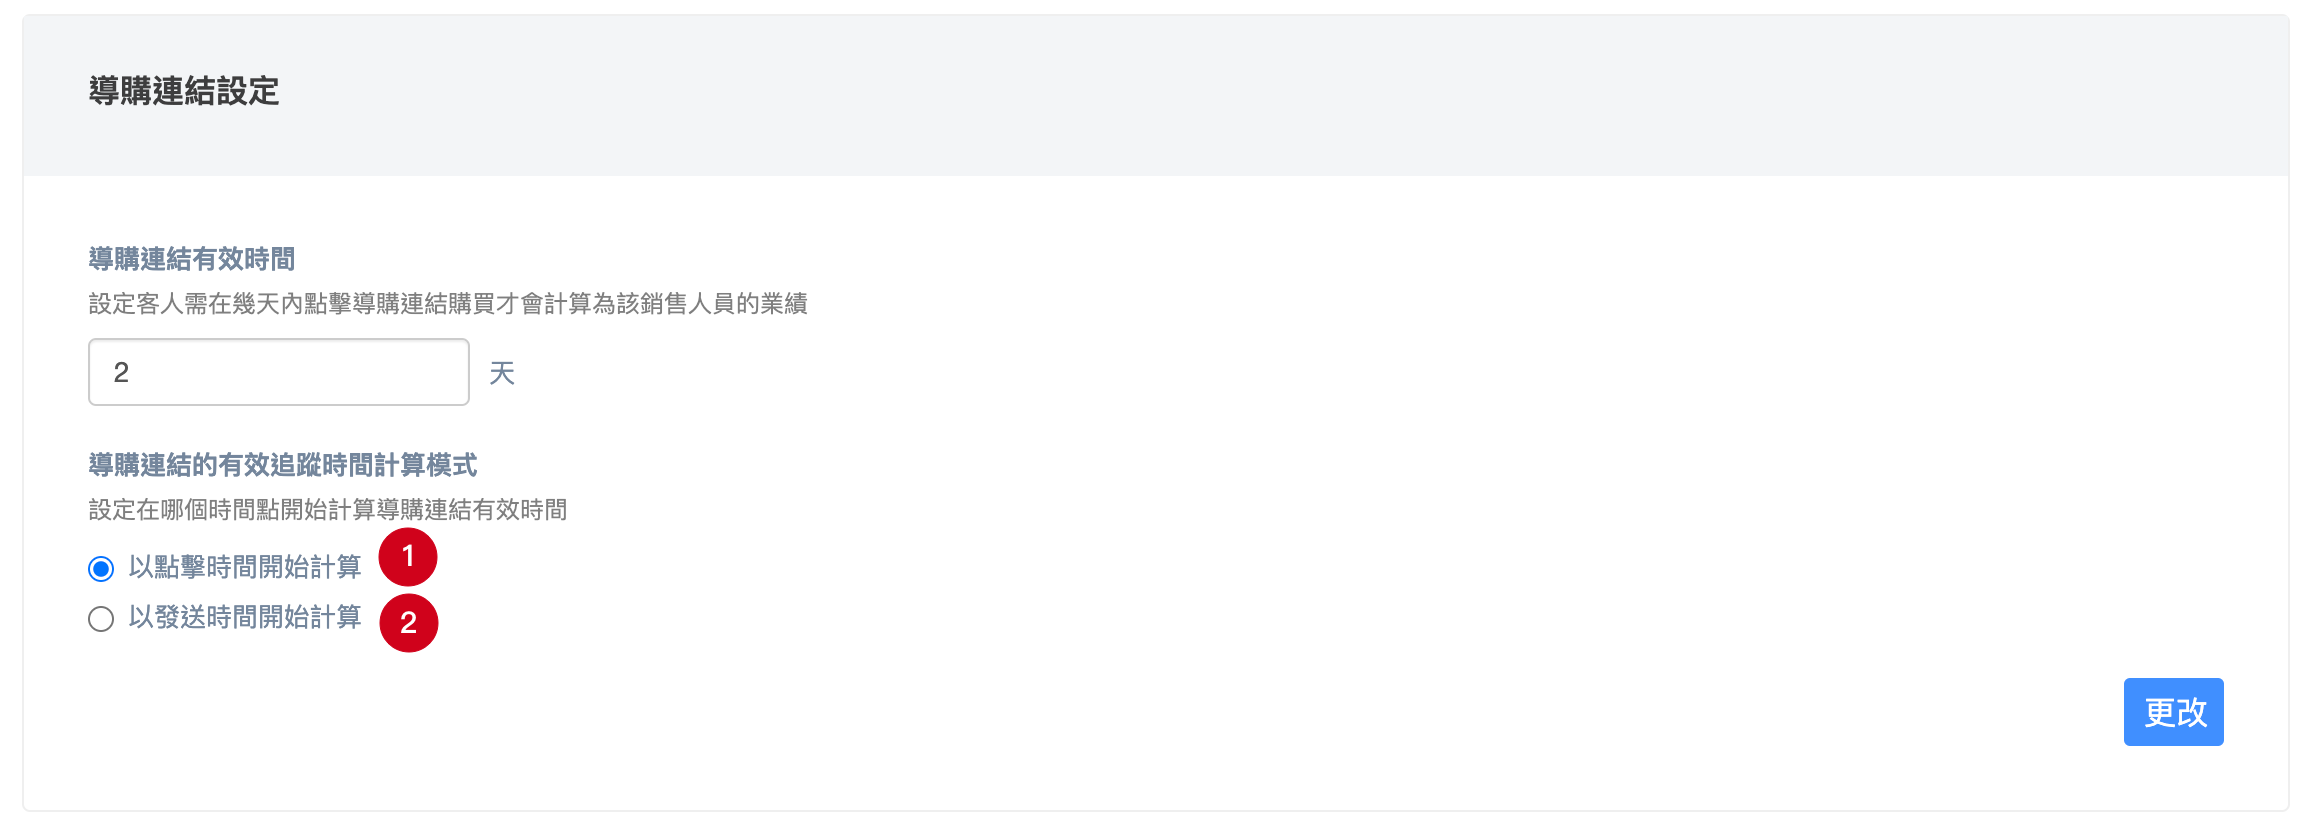 導購連結設定
導購連結有效時間
設定客人需在幾天內點擊導購連結購買才會計算為該銷售人員的業績
2 天
導購連結的有效追蹤時間計算模式
設定在哪個時間點開始計算導購連結有效時間
以點擊時間開始計算 1
以發送時間開始計算 2
更改